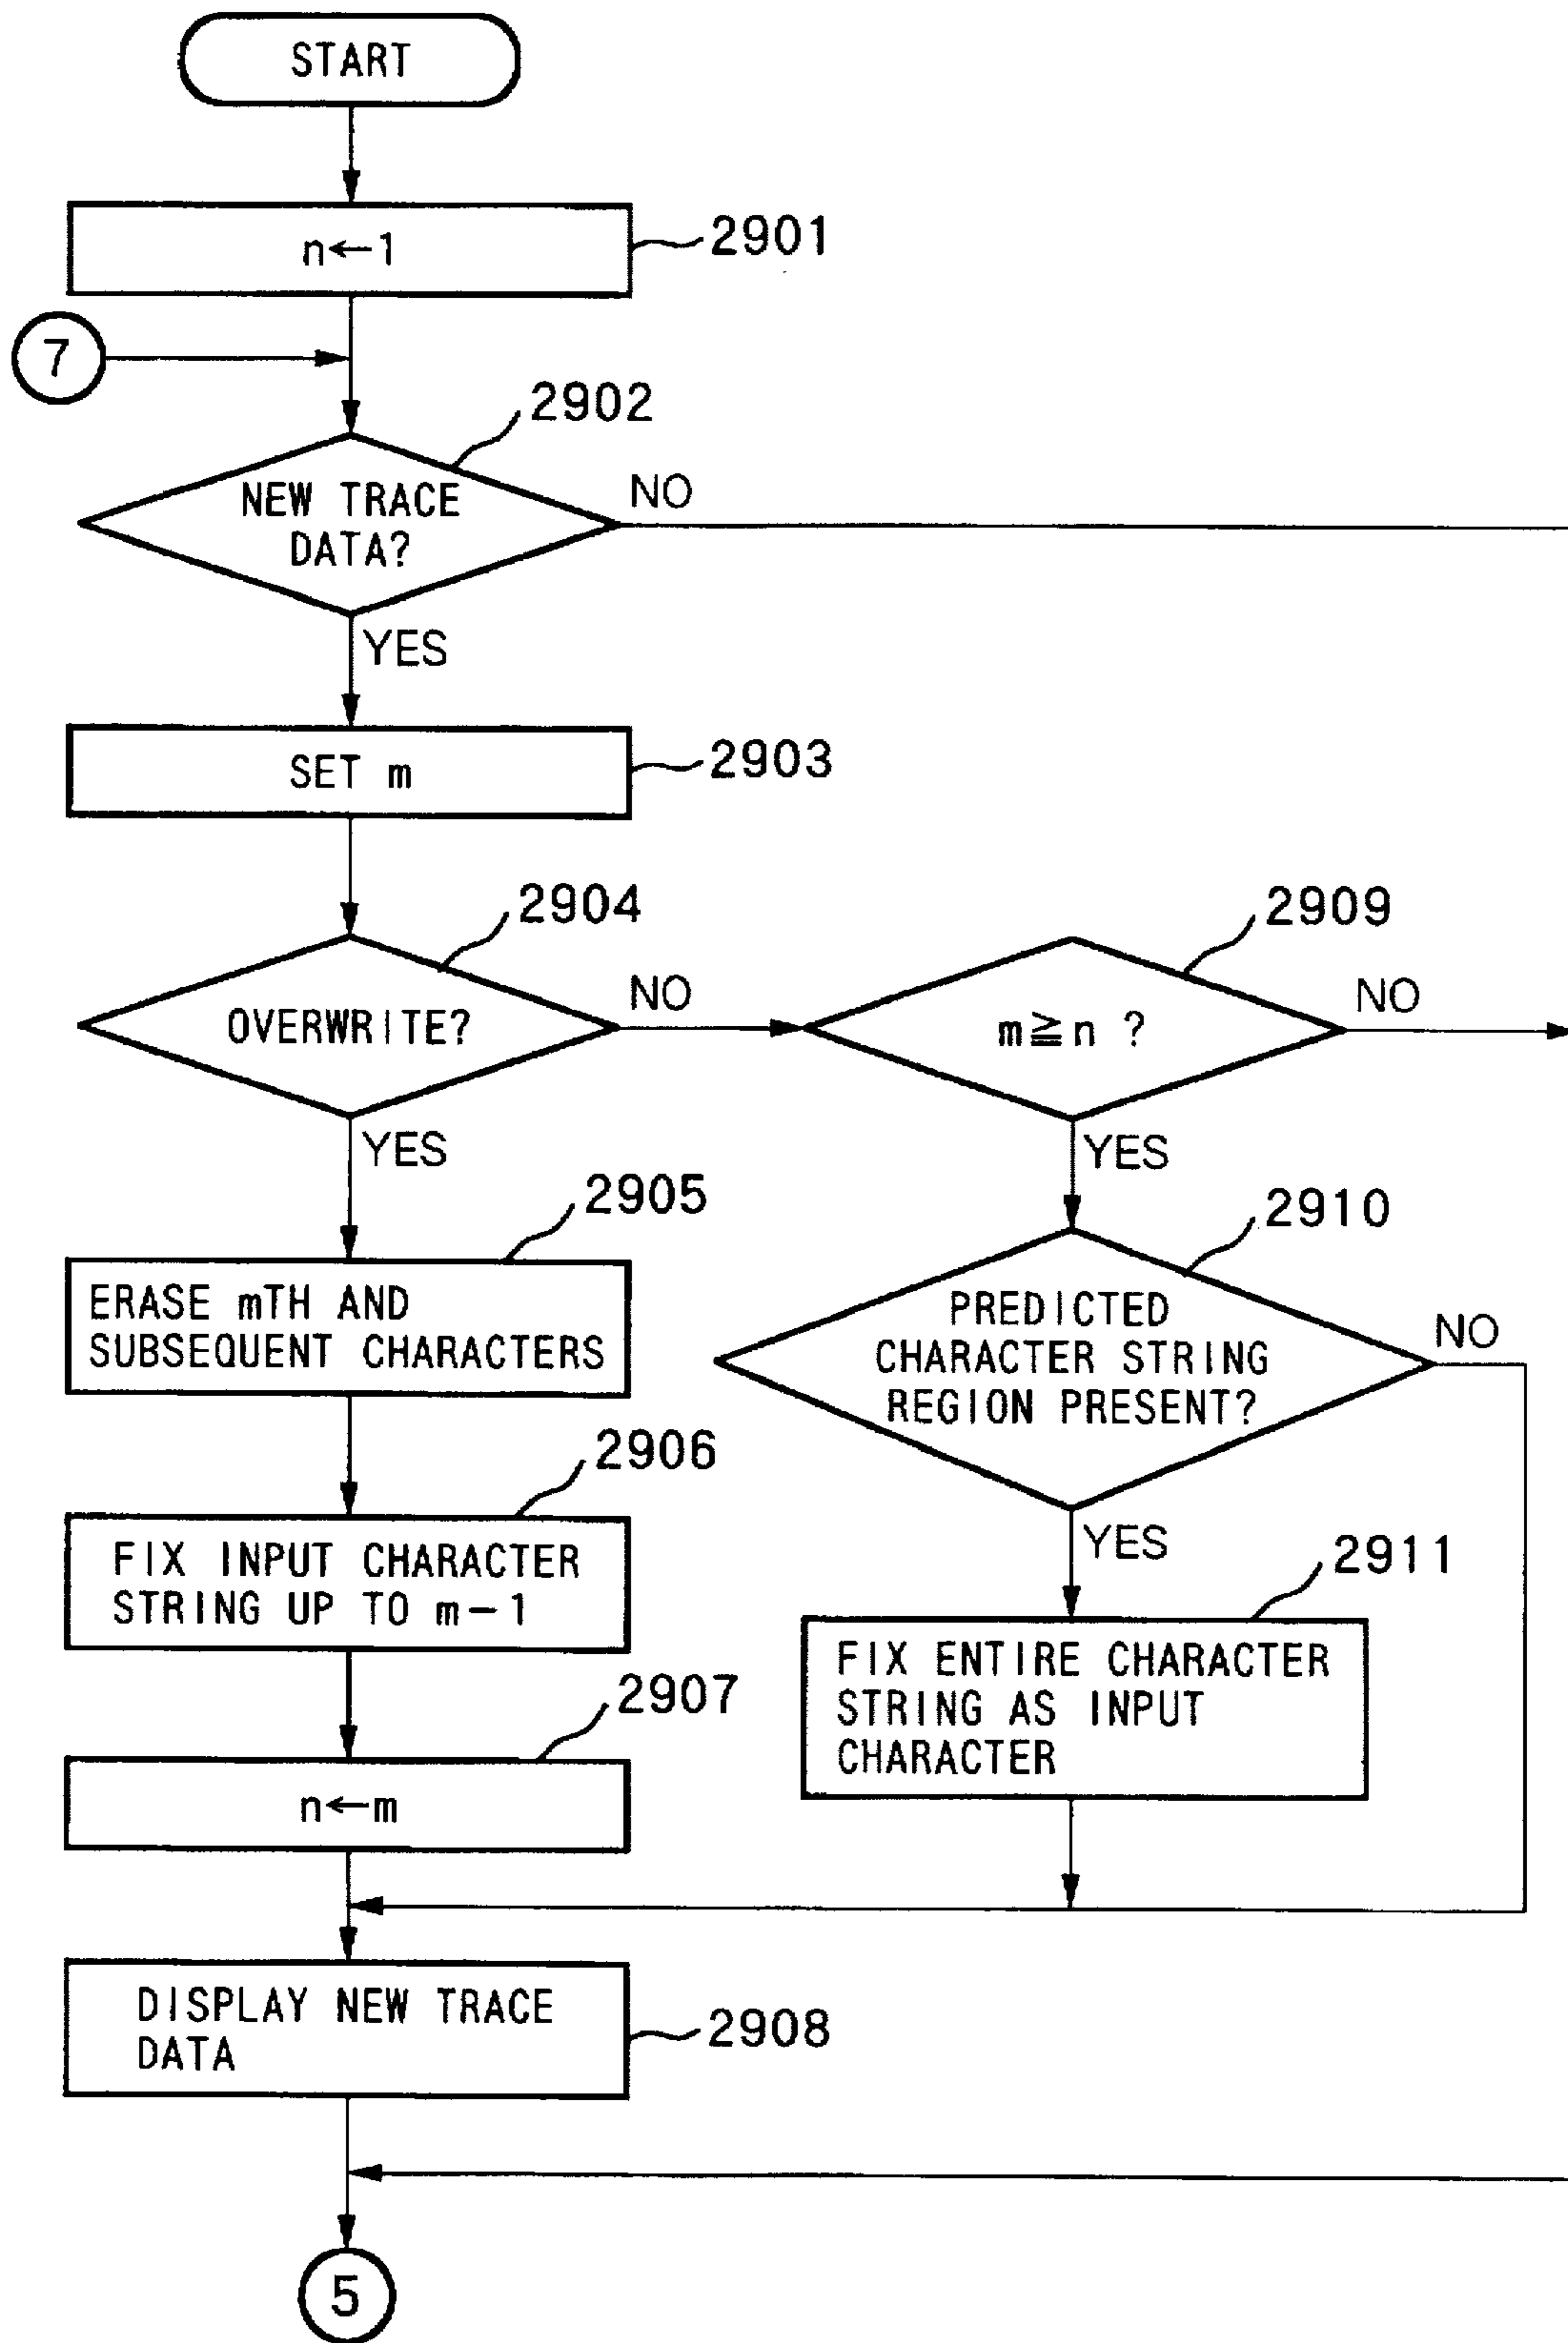 START
n←1
2901
7
2902
NEW TRACE
DATA?
NO
YES
SET m
2903
2904
OVERWRITE?
NO
2909
m≧n ?
NO
YES
YES
2905
ERASE mTH AND
SUBSEQUENT CHARACTERS
2910
PREDICTED
CHARACTER STRING
REGION PRESENT?
NO
2906
FIX INPUT CHARACTER
STRING UP TO m-1
YES
2911
FIX ENTIRE CHARACTER
STRING AS INPUT
CHARACTER
2907
n←m
DISPLAY NEW TRACE
DATA
2908
5